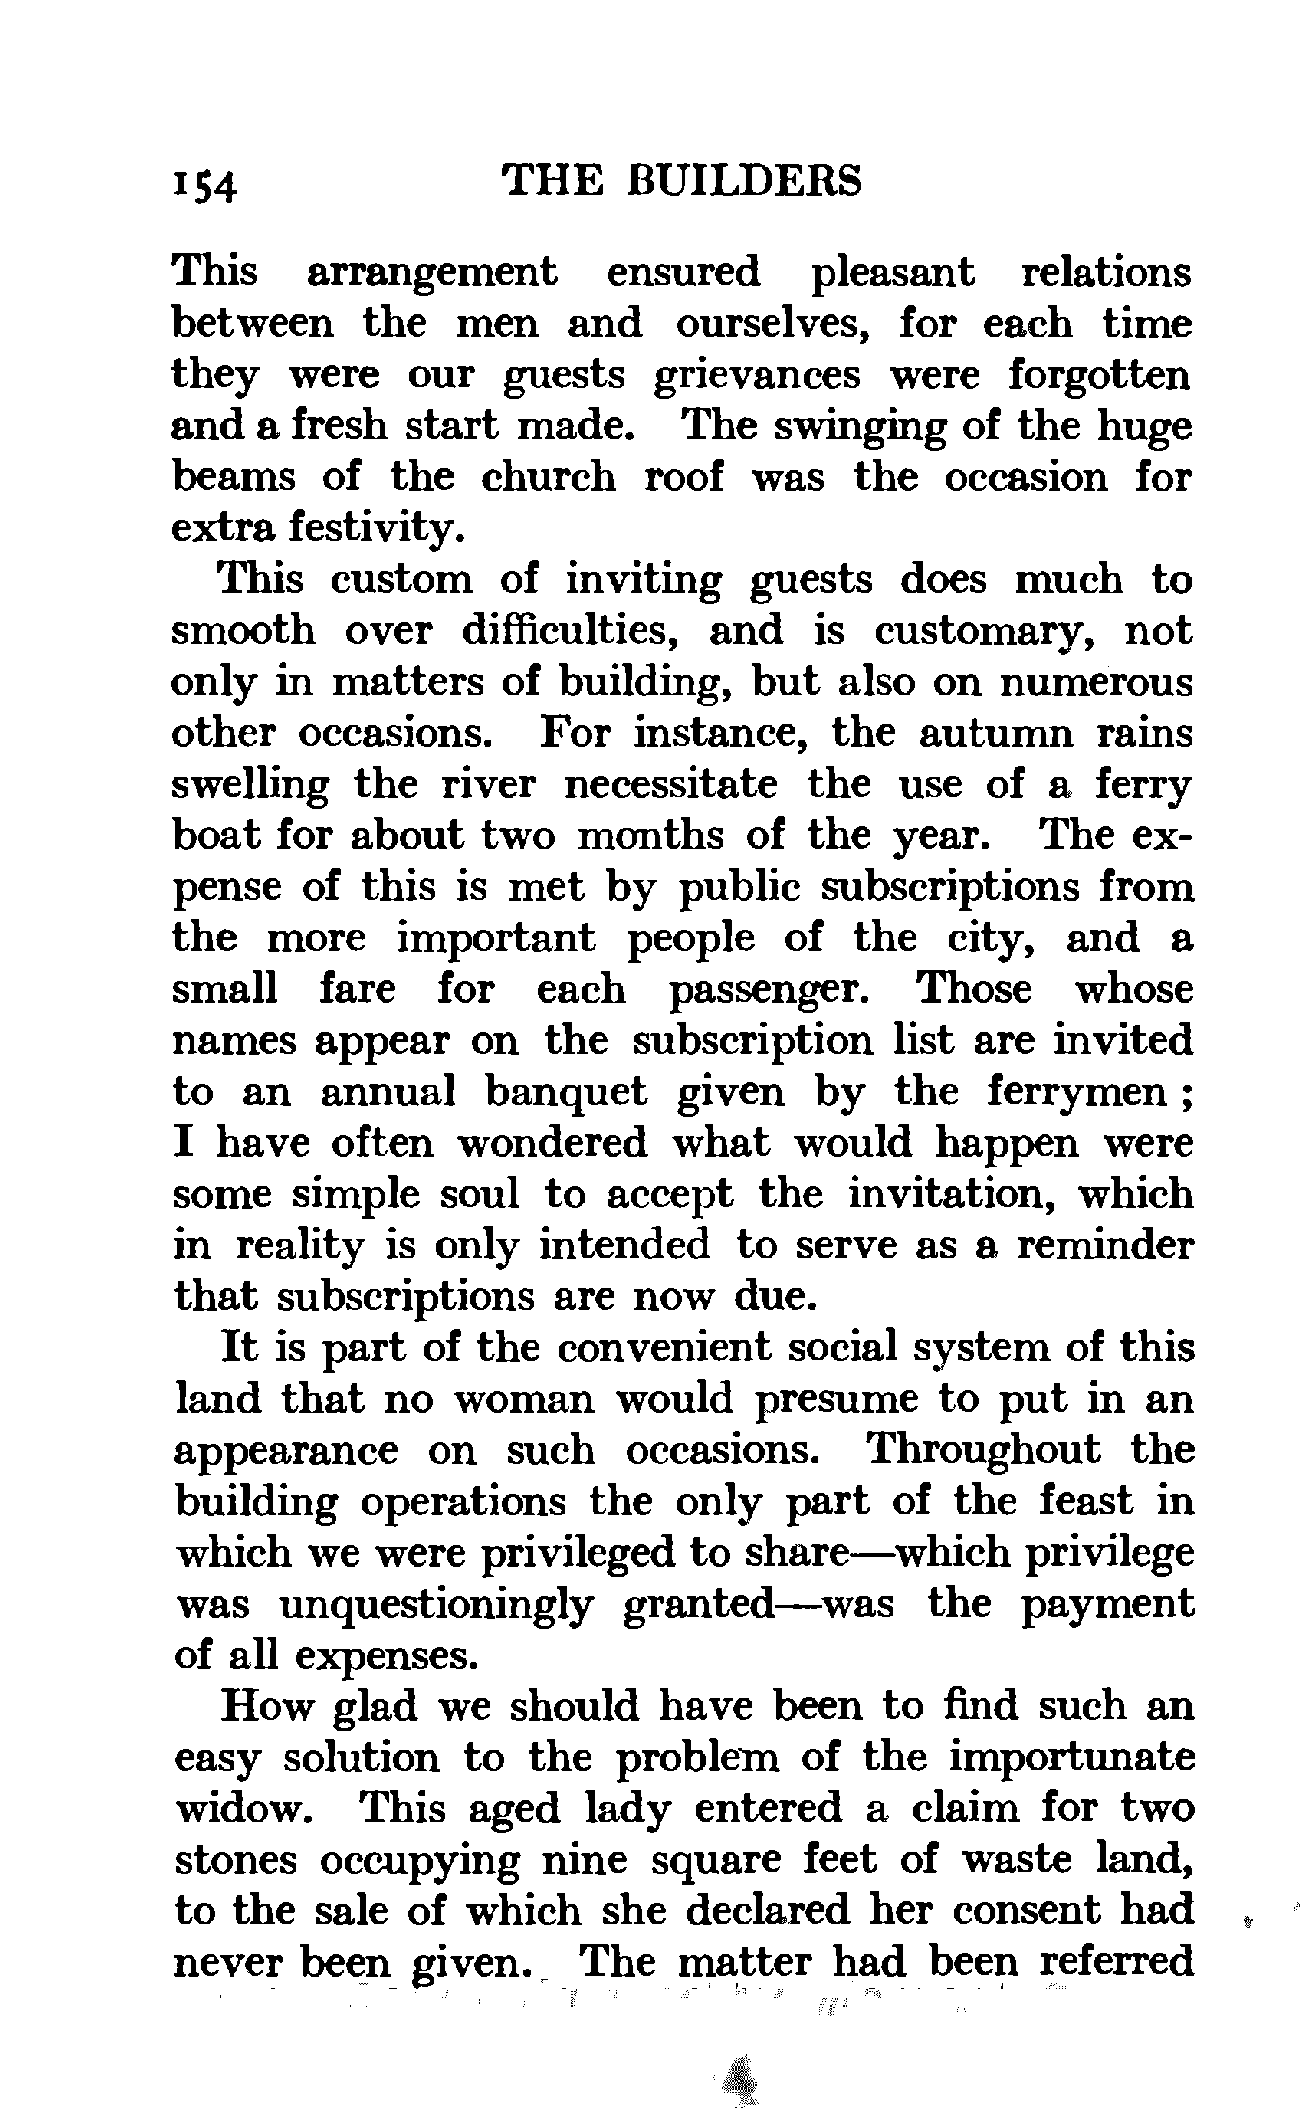 154 THE BUILDERS
This arrangement ensured pleasant relations
between the men and ourselves, for each time
they were our guests grievances were forgotten
and a fresh start made. The swinging of the huge
beams of the church roof was the occasion for
extra festivity.
This custom of inviting guests does much to
smooth over difficulties, and is customary, not
only in matters of building, but also on numerous
other occasions. For instance, the autumn rains
swelling the river necessitate the use of a ferry
boat for about two months of the year. The ex-
pense of this is met by public subscriptions from
the more important people of the city, and a
small fare for each passenger. Those whose
names appear on the subscription list are invited
to an annual banquet given by the ferrymen ;
I have often wondered what would happen were
some simple soul to accept the invitation, which
in reality is only intended to serve as a reminder
that subscriptions are now due.
It is part of the convenient social system of this
land that no woman would presume to put in an
appearance on such occasions. Throughout the
building operations the only part of the feast in
which we were privileged to share—which privilege
was unquestioningly granted—was the payment
of all expenses.
How glad we should have been to find such an
easy solution to the problem of the importunate
widow. This aged lady entered a claim for two
stones occupying nine square feet of waste land,
to the sale of which she declared her consent had
never been given. The matter had been referred